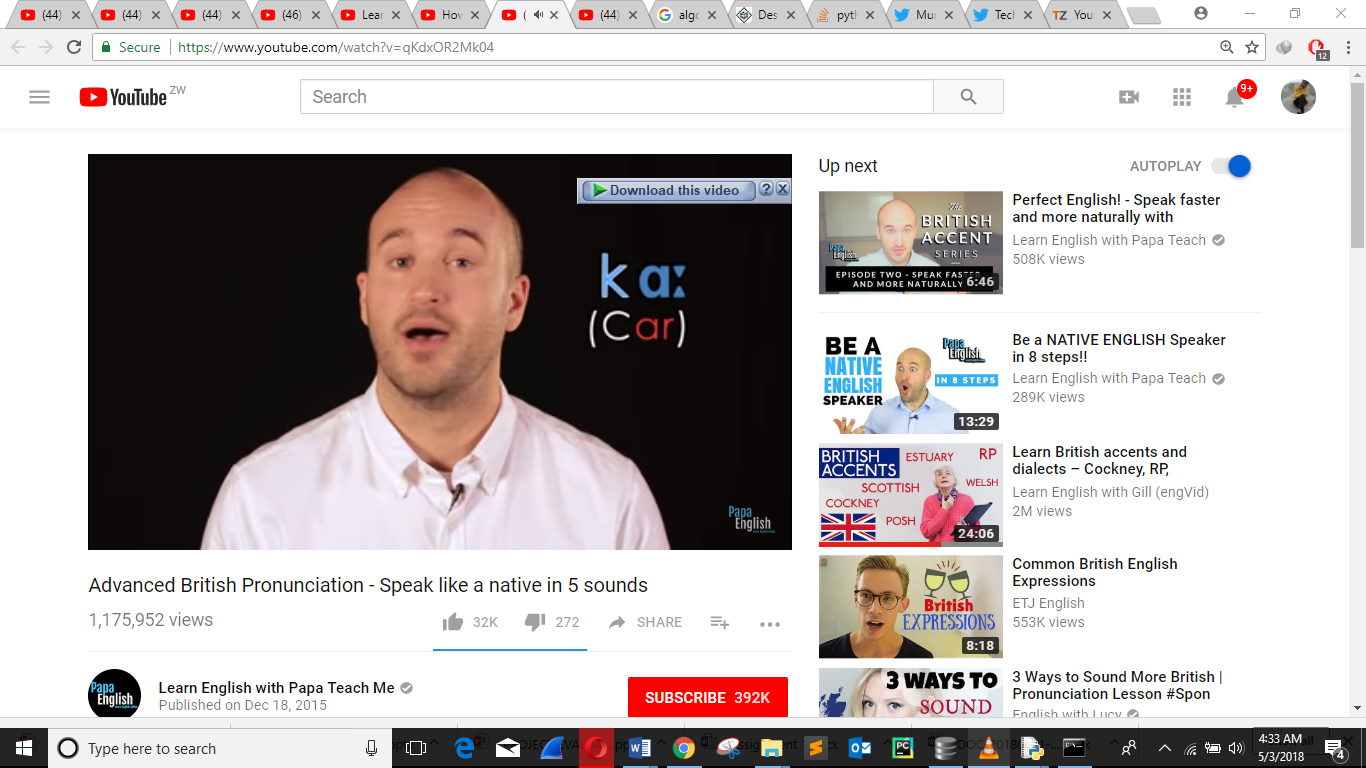 (44)
(44)
(44)
(46)
Lear
How
(
(44)
algo
Des
pyth
Mur
Tech
You
Secure
https://www.youtube.com/watch?v=qKdxOR2Mk04
12
YouTube ZW
Search
9+
Download this video ? X
k ɑː
(Car)
Papa
English
Advanced British Pronunciation - Speak like a native in 5 sounds
1,175,952 views
32K
272
SHARE
Papa
English
Learn English with Papa Teach Me
Published on Dec 18, 2015
SUBSCRIBE 392K
Up next
AUTOPLAY
The
BRITISH
ACCENT
SERIES
Papa
English
EPISODE TWO - SPEAK FASTER
AND MORE NATURALLY
6:46
Perfect English! - Speak faster
and more naturally with
Learn English with Papa Teach
508K views
BE A
NATIVE
ENGLISH
SPEAKER
Papa
English
IN 8 STEPS
13:29
Be a NATIVE ENGLISH Speaker
in 8 steps!!
Learn English with Papa Teach
289K views
BRITISH
ACCENTS
ESTUARY
RP
SCOTTISH
WELSH
COCKNEY
POSH
24:06
Learn British accents and
dialects – Cockney, RP,
Learn English with Gill (engVid)
2M views
British
EXPRESSIONS
8:18
Common British English
Expressions
ETJ English
553K views
3 WAYS TO
SOUND
3 Ways to Sound More British |
Pronunciation Lesson #Spon
English with Lucy
Type here to search
4:33 AM
5/3/2018
4